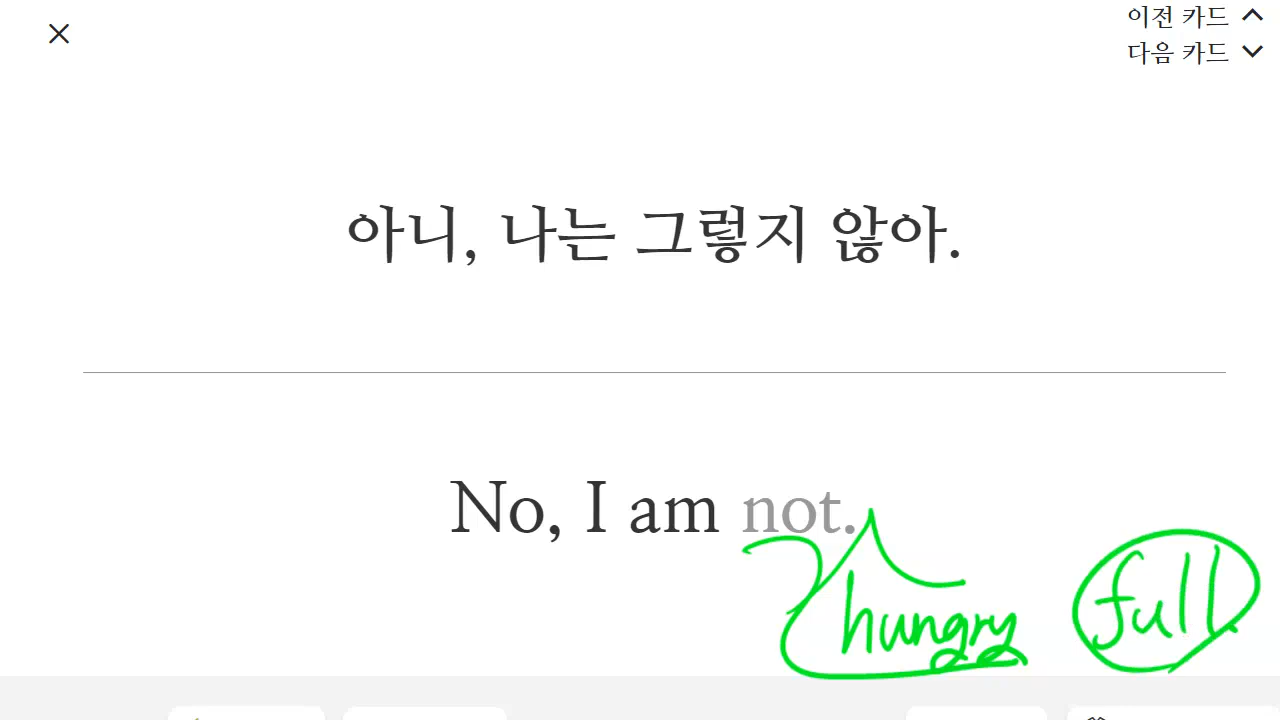 이전 카드
다음 카드
아니, 나는 그렇지 않아.
No, I am not.
hungry
full.